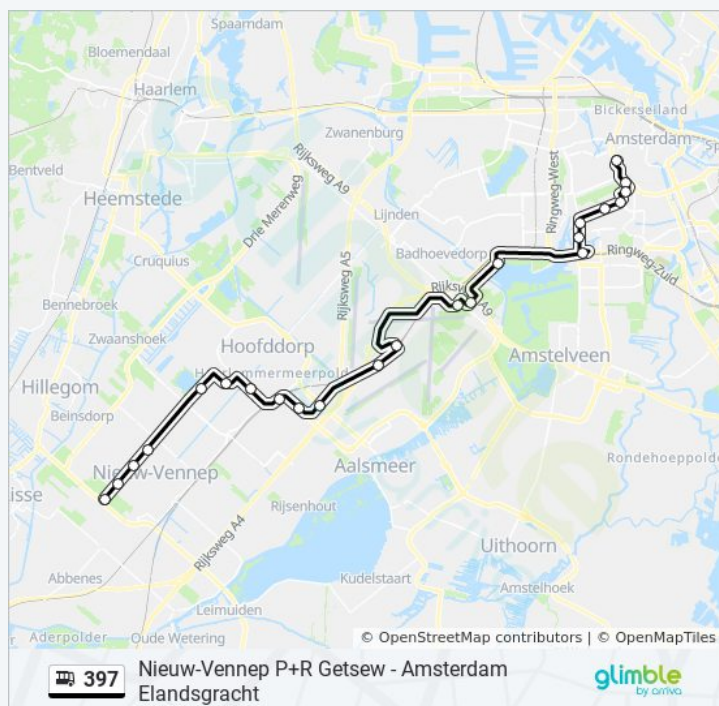 Spaarndam
Bloemendaal
Haarlem
Bickerseiland
Amsterdam
Zwanenburg
Rijksweg A9
Ringweg-West
Bentveld
Heemstede
Drie Merenweg
Lijnden
Badhoevedorp
Ringweg-Zuid
Cruquius
Rijksweg A5
Rijksweg A9
Bennebroek
Zwaanshoek
Hoofddorp
Amstelveen
Hillegom
Beinsdorp
Nieuw-Vennep
Aalsmeer
Rondehoeppolder
Rijsenhout
Rijksweg A4
Uithoorn
Abbenes
Kudelstaart
Amstelhoek
Leimuiden
Aderpolder
Oude Wetering
© OpenStreetMap contributors | © OpenMapTiles
397
Nieuw-Vennep P+R Getsew - Amsterdam
Elandsgracht
glimble
by arriva